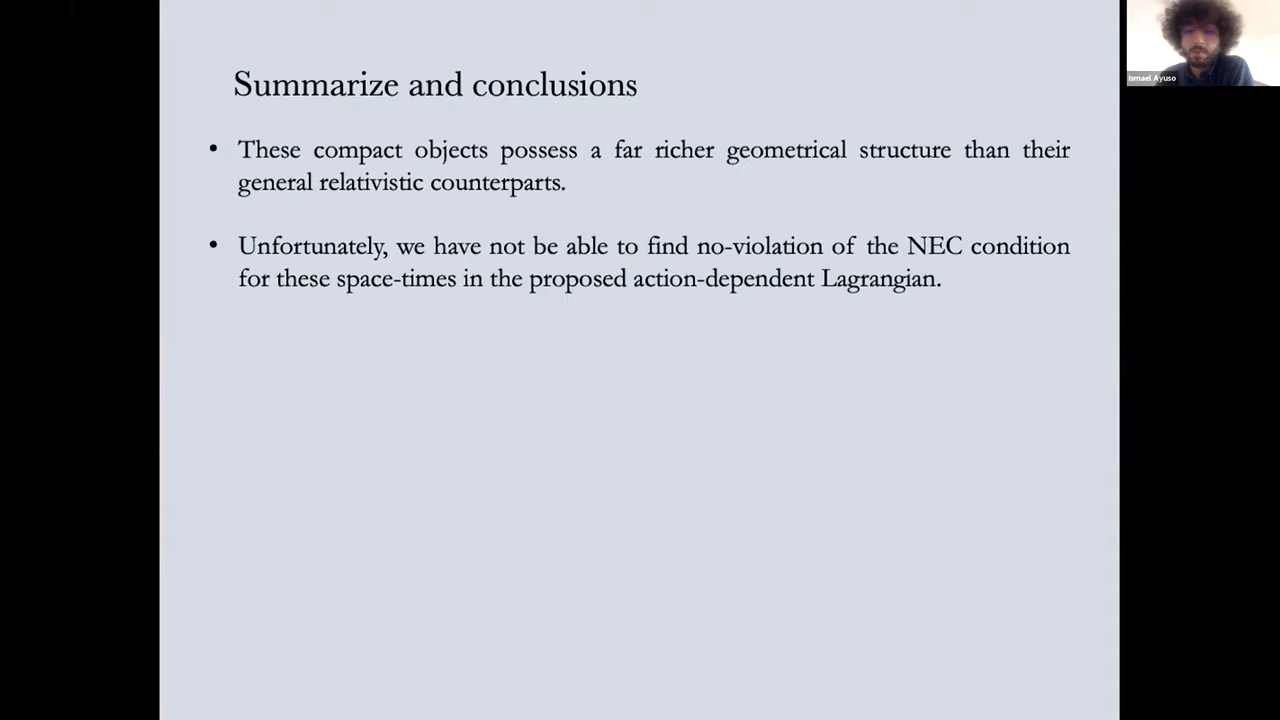 Summarize and conclusions
• These compact objects possess a far richer geometrical structure than their
general relativistic counterparts.
• Unfortunately, we have not be able to find no-violation of the NEC condition
for these space-times in the proposed action-dependent Lagrangian.
Ismael Ayuso